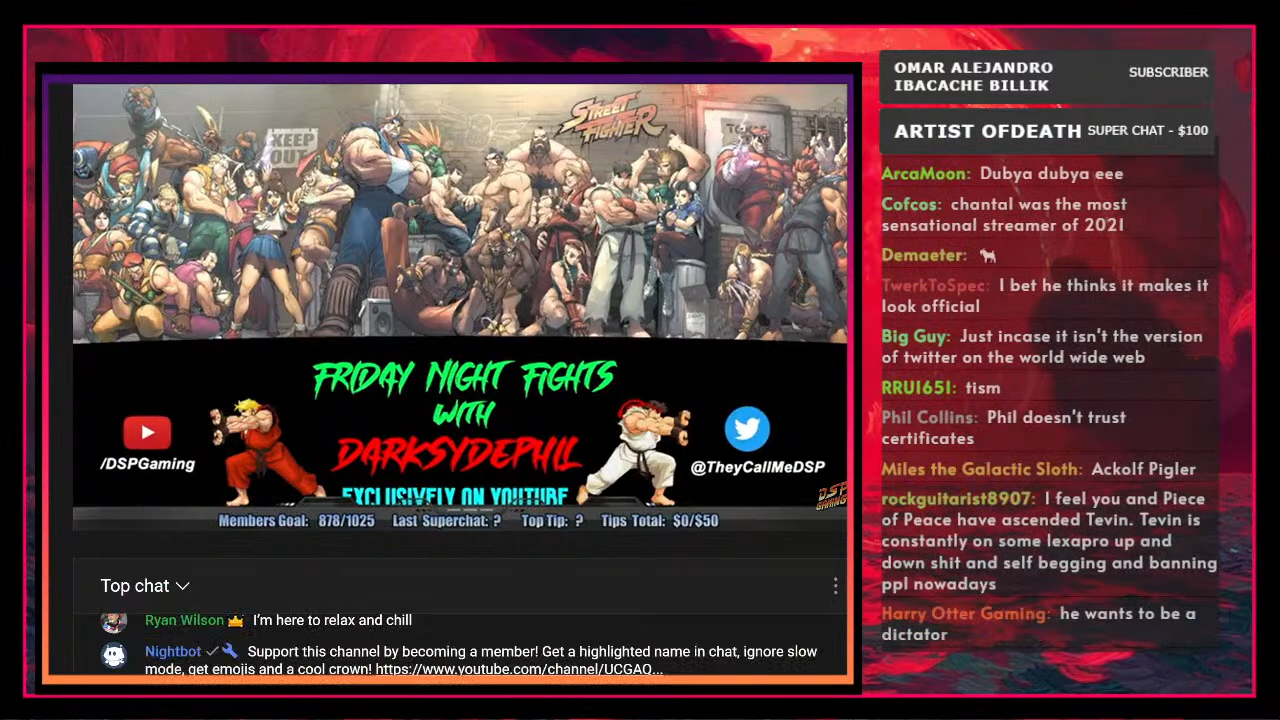 STREET
FIGHTER
KEEP
OUT
FRIDAY NIGHT FIGHTS
WITH
DARKSYDEPHIL
EXCLUSIVELY ON YOUTUBE
/DSPGaming
@TheyCallMeDSP
DSP
GAMING
Members Goal: 878/1025 Last Superchat: ? Top Tip: ? Tips Total: $0/$50
Top chat
Ryan Wilson I'm here to relax and chill
Nightbot Support this channel by becoming a member! Get a highlighted name in chat, ignore slow
mode, get emojis and a cool crown! https://www.youtube.com/channel/UCGAQ...
OMAR ALEJANDRO
IBACACHE BILLIK
SUBSCRIBER
ARTIST OFDEATH SUPER CHAT - $100
ArcaMoon: Dubya dubya eee
Cofcos: chantal was the most
sensational streamer of 2021
Demaeter:
TwerkToSpec: I bet he thinks it makes it
look official
Big Guy: Just incase it isn't the version
of twitter on the world wide web
RRU1651: tism
Phil Collins: Phil doesn't trust
certificates
Miles the Galactic Sloth: Ackolf Pigler
rockguitarist8907: I feel you and Piece
of Peace have ascended Tevin. Tevin is
constantly on some lexapro up and
down shit and self begging and banning
ppl nowadays
Harry Otter Gaming: he wants to be a
dictator